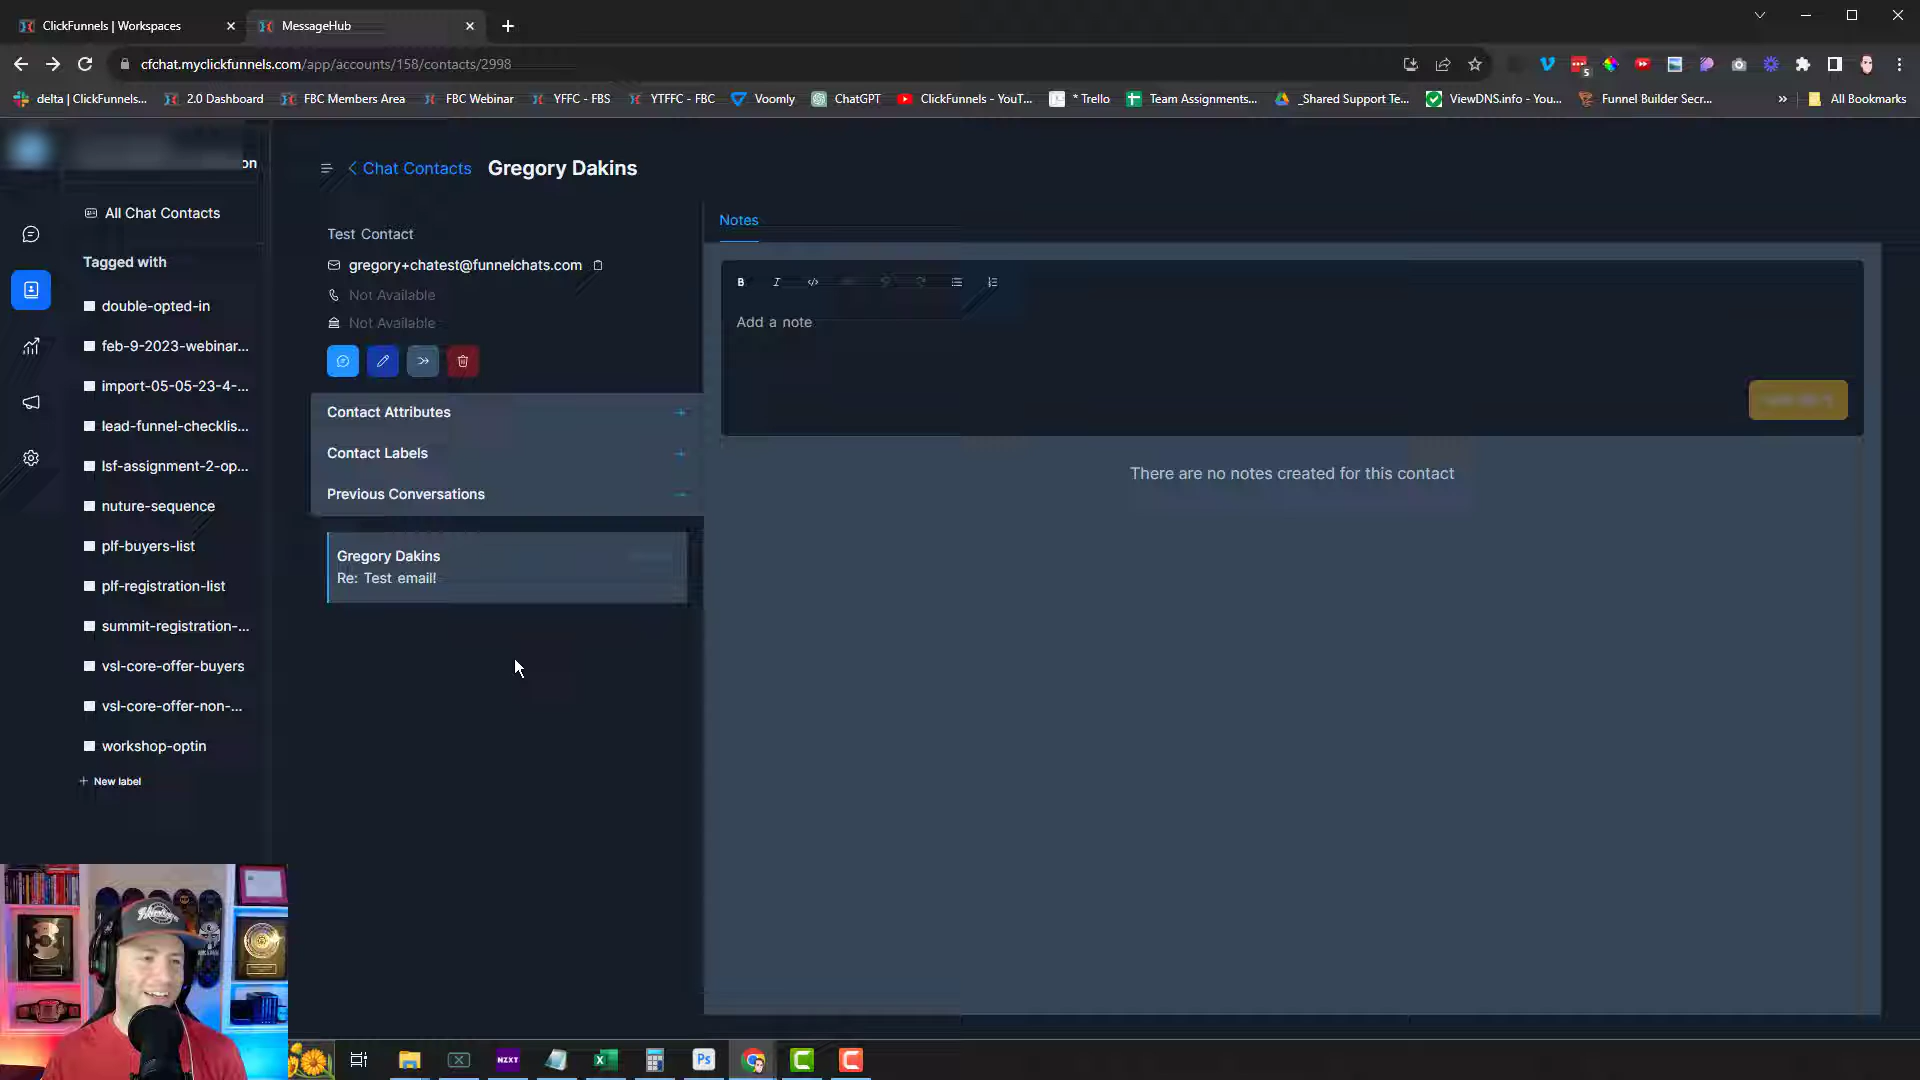 ClickFunnels | Workspaces
MessageHub
cfchat.myclickfunnels.com/app/accounts/158/contacts/2998
5
delta | ClickFunnels...
2.0 Dashboard
FBC Members Area
FBC Webinar
YFFC - FBS
YTFFC - FBC
Voomly
ChatGPT
ClickFunnels - YouT...
* Trello
Team Assignments...
_Shared Support Te...
ViewDNS.info - You...
Funnel Builder Secr...
»
All Bookmarks
on
Chat Contacts
Gregory Dakins
All Chat Contacts
Tagged with
double-opted-in
feb-9-2023-webinar...
import-05-05-23-4-...
lead-funnel-checklis...
lsf-assignment-2-op...
nuture-sequence
plf-buyers-list
plf-registration-list
summit-registration-...
vsl-core-offer-buyers
vsl-core-offer-non-...
workshop-optin
+ New label
Test Contact
gregory+chatest@funnelchats.com
Not Available
Not Available
Contact Attributes
Contact Labels
Previous Conversations
Gregory Dakins
Re: Test email!
Notes
B I </>
Add a note
There are no notes created for this contact
NZXT
Ps